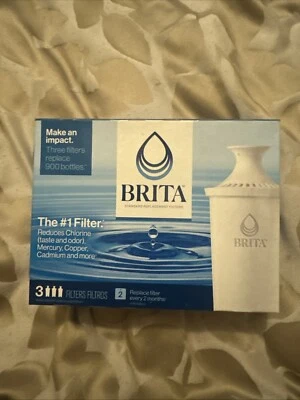 Make an
impact.
Three filters
replace
900 bottles.
BRITA
The #1 Filter.
Reduces Chlorine
(taste and odor),
Mercury, Copper,
Cadmium and more
3 FILTERS FILTROS
2 Replace filter
every 2 months
BRITA